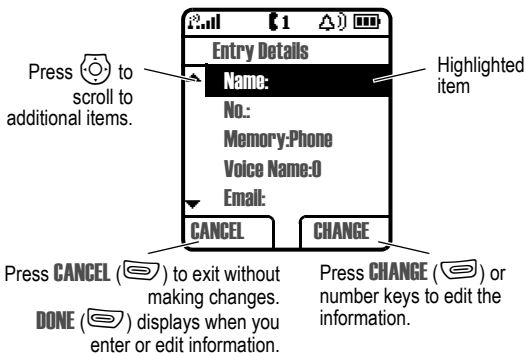 1
Entry Details
Press to
scroll to
additional items.
Name:
Highlighted
item
No.:
Memory:Phone
Voice Name:0
Email:
CANCEL
CHANGE
Press CANCEL ( ) to exit without
making changes.
DONE ( ) displays when you
enter or edit information.
Press CHANGE ( ) or
number keys to edit the
information.